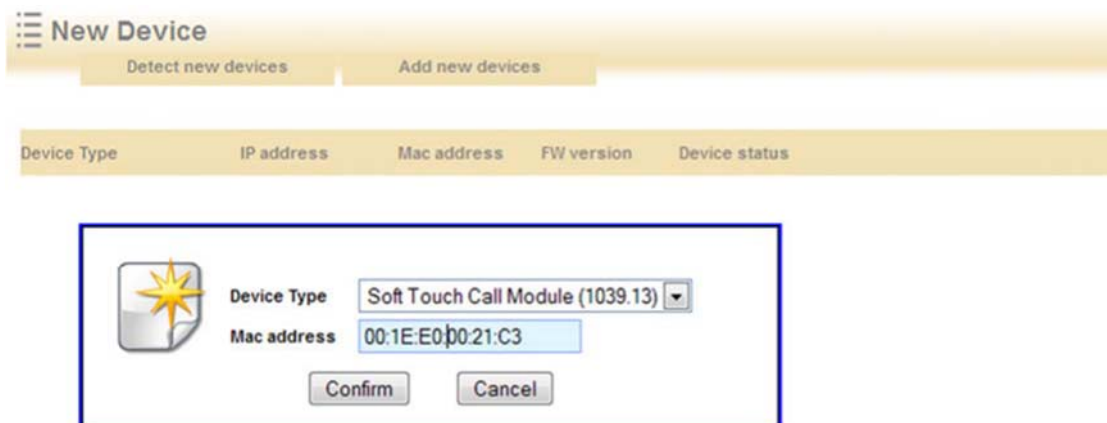 New Device
Detect new devices Add new devices
Device Type IP address Mac address FW version Device status
Device Type Soft Touch Call Module (1039.13)
Mac address 00:1E:E0:00:21:C3
Confirm Cancel